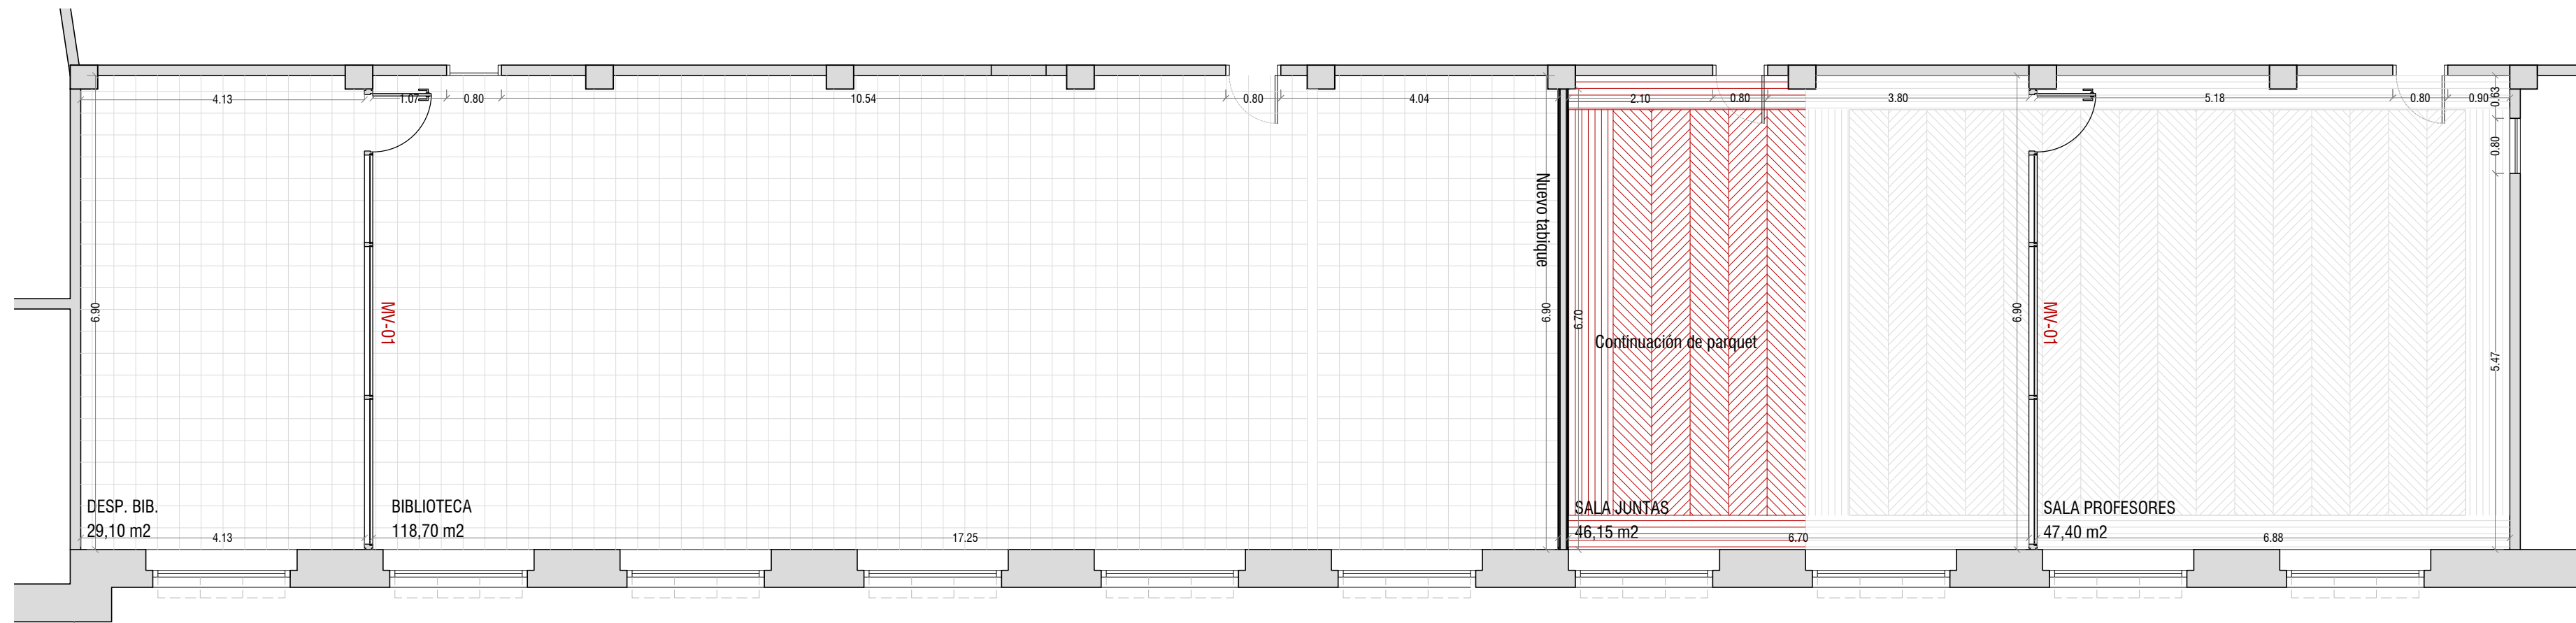 4.13
1.07
0.80
10.54
0.80
4.04
2.10
0.80
3.80
5.18
0.80
0.90
0.63
0.80
Nuevo tabique
6.90
MV-01
6.90
6.70
6.90
MV-01
5.47
Continuación de parquet
DESP. BIB.
29,10 m2
BIBLIOTECA
118,70 m2
SALA JUNTAS
46,15 m2
SALA PROFESORES
47,40 m2
4.13
17.25
6.70
6.88